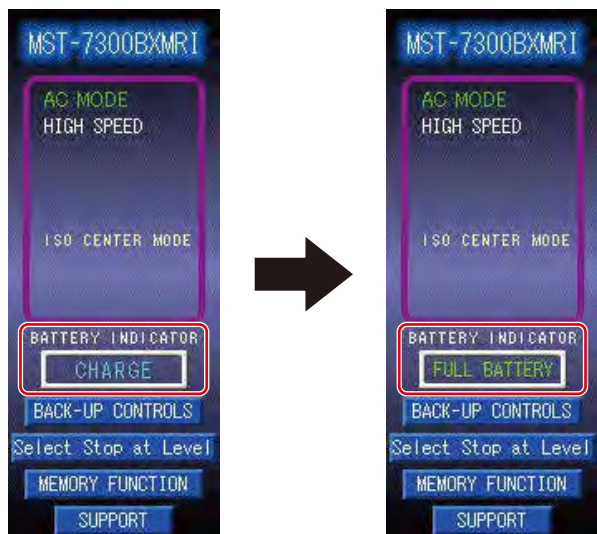 MST-7300BXMRI
AC MODE
HIGH SPEED
ISO CENTER MODE
BATTERY INDICATOR
CHARGE
BACK-UP CONTROLS
Select Stop at Level
MEMORY FUNCTION
SUPPORT
MST-7300BXMRI
AC MODE
HIGH SPEED
ISO CENTER MODE
BATTERY INDICATOR
FULL BATTERY
BACK-UP CONTROLS
Select Stop at Level
MEMORY FUNCTION
SUPPORT